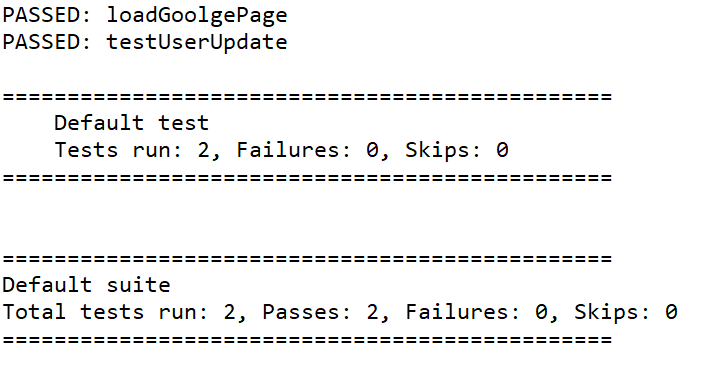 PASSED: loadGoolgePage
PASSED: testUserUpdate
===============================================
    Default test
    Tests run: 2, Failures: 0, Skips: 0
===============================================
===============================================
Default suite
Total tests run: 2, Passes: 2, Failures: 0, Skips: 0
===============================================